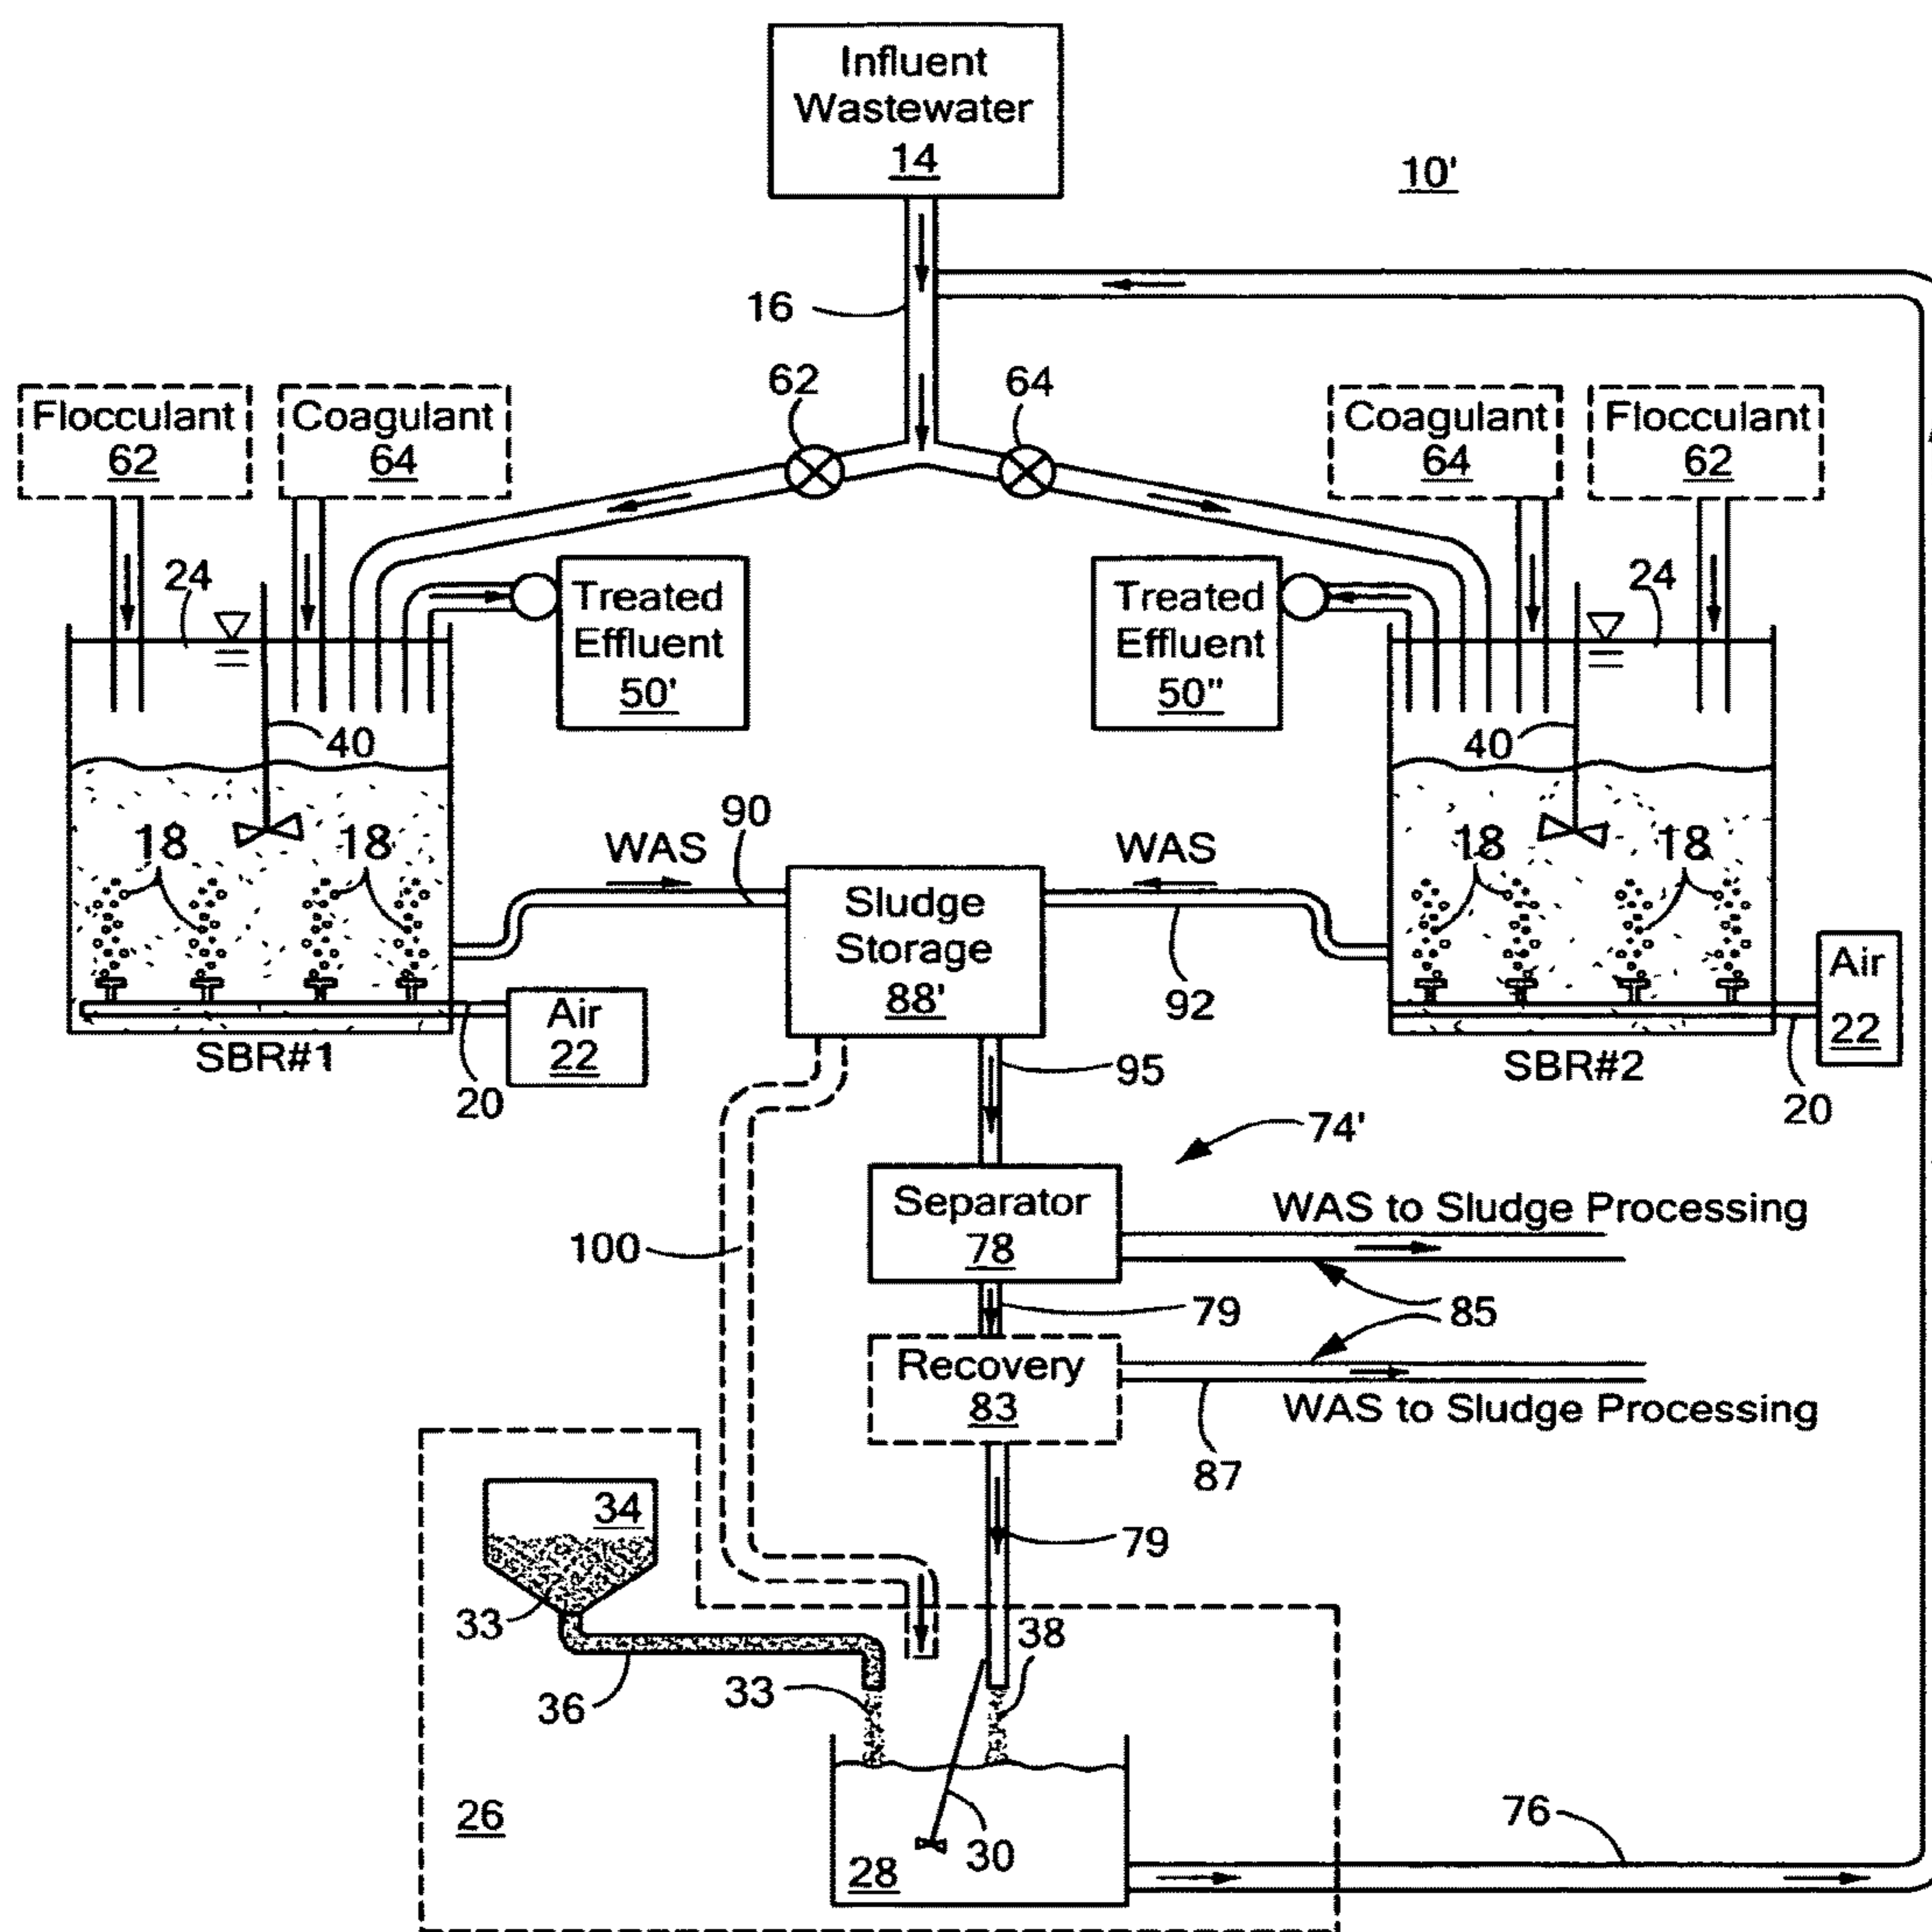 Influent
Wastewater
14
10'
16
62
64
Flocculant
62
Coagulant
64
Coagulant
64
Flocculant
62
24
Treated
Effluent
50'
Treated
Effluent
50"
24
40
40
18
18
90
WAS
WAS
18
18
Sludge
Storage
88'
92
Air
22
SBR#1
20
Air
22
SBR#2
20
95
74'
Separator
78
WAS to Sludge Processing
100
79
85
Recovery
83
WAS to Sludge Processing
87
34
79
33
38
36
33
26
28
30
76